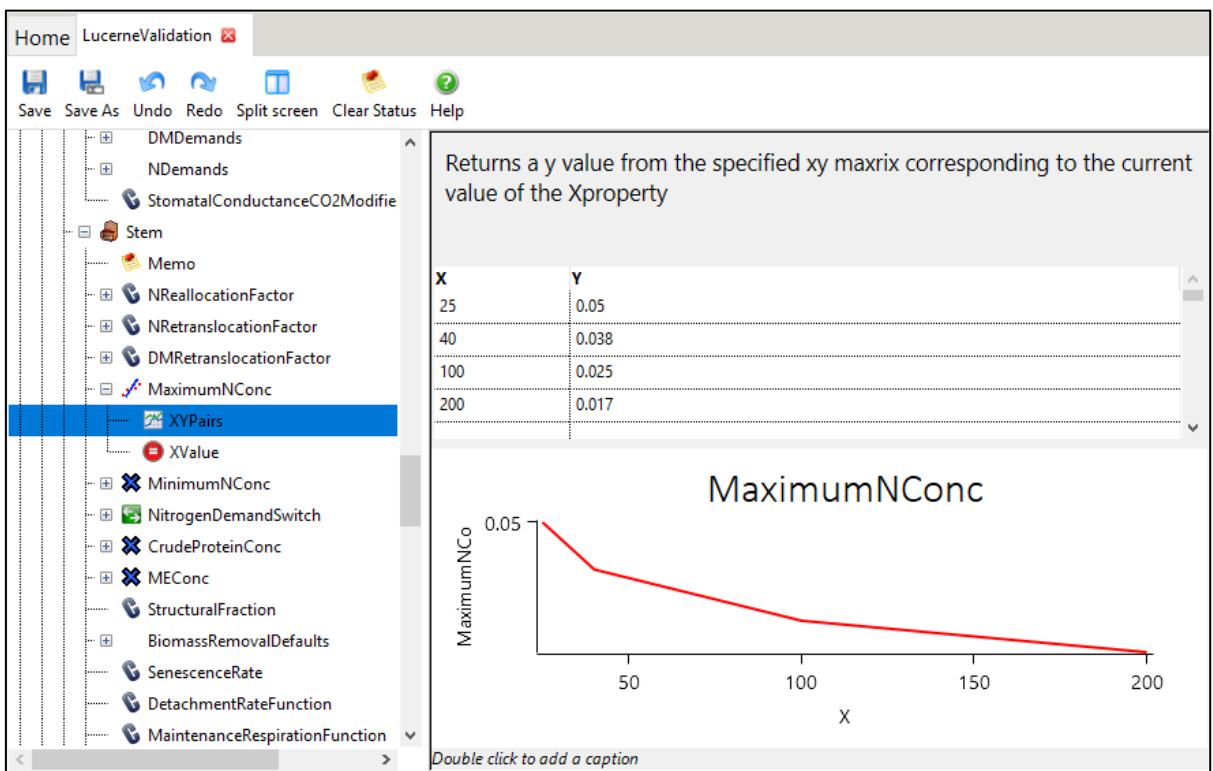 Home LucerneValidation
Save Save As Undo Redo Split screen Clear Status Help
DMDemands
NDemands
StomatalConductanceCO2Modifie
Stem
Memo
NReallocationFactor
NRetranslocationFactor
DMRetranslocationFactor
MaximumNConc
XYPairs
XValue
MinimumNConc
NitrogenDemandSwitch
CrudeProteinConc
MEConc
StructuralFraction
BiomassRemovalDefaults
SenescenceRate
DetachmentRateFunction
MaintenanceRespirationFunction
Returns a y value from the specified xy maxrix corresponding to the current
value of the Xproperty
X Y
25 0.05
40 0.038
100 0.025
200 0.017
MaximumNConc
0.05
MaximumNCo
50 100 150 200
X
Double click to add a caption